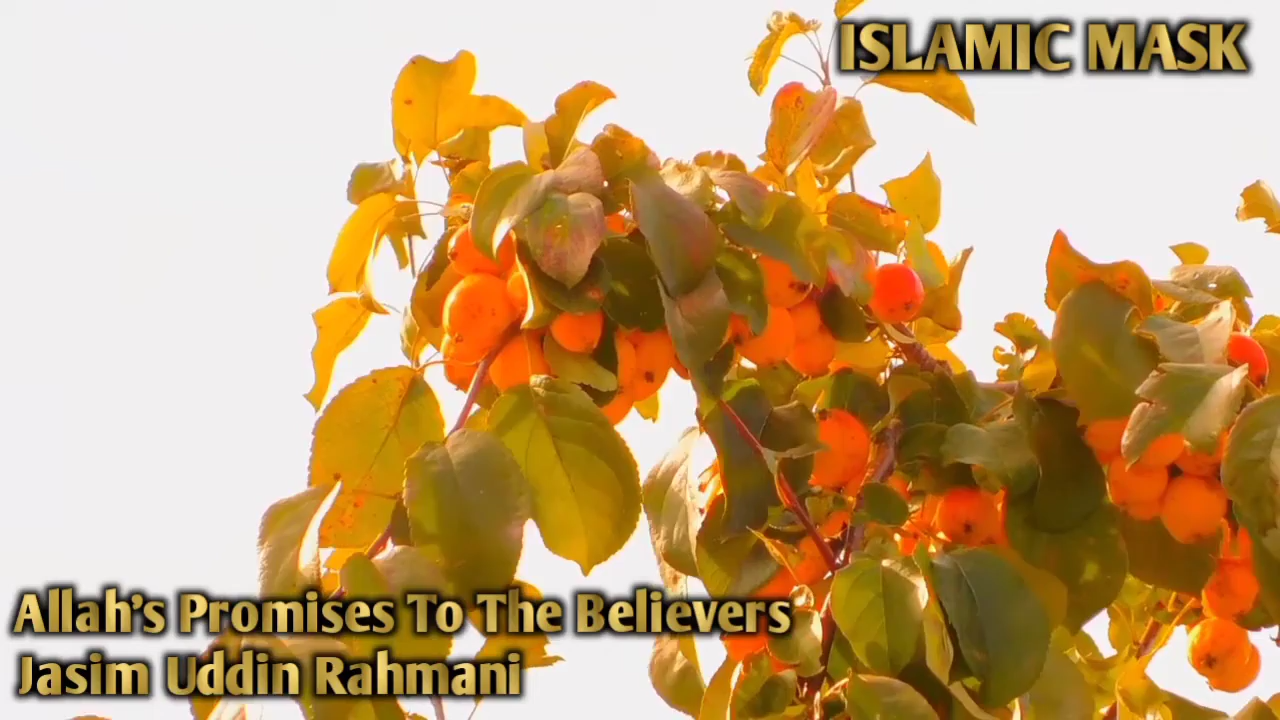 ISLAMIC MASK
Allah's Promises To The Believers
Jasim Uddin Rahmani